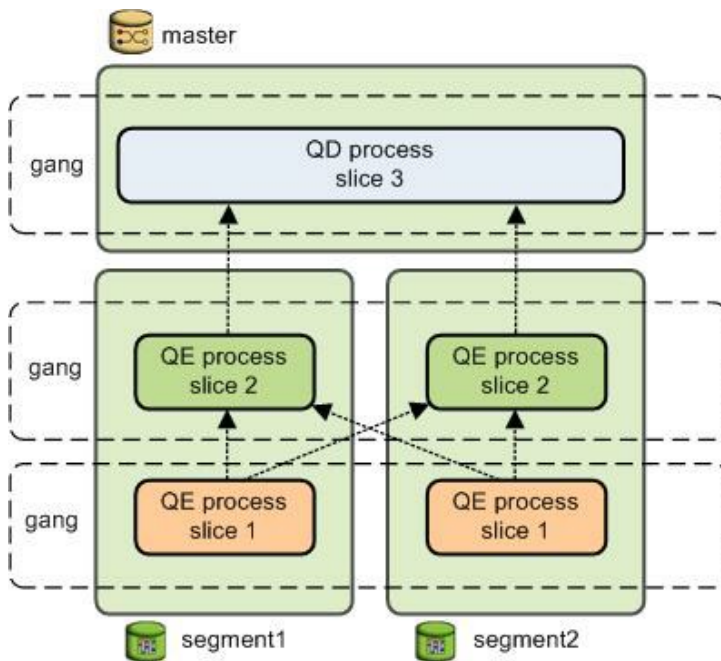 master
gang
QD process
slice 3
gang
QE process
slice 2
QE process
slice 2
gang
QE process
slice 1
QE process
slice 1
segment1
segment2